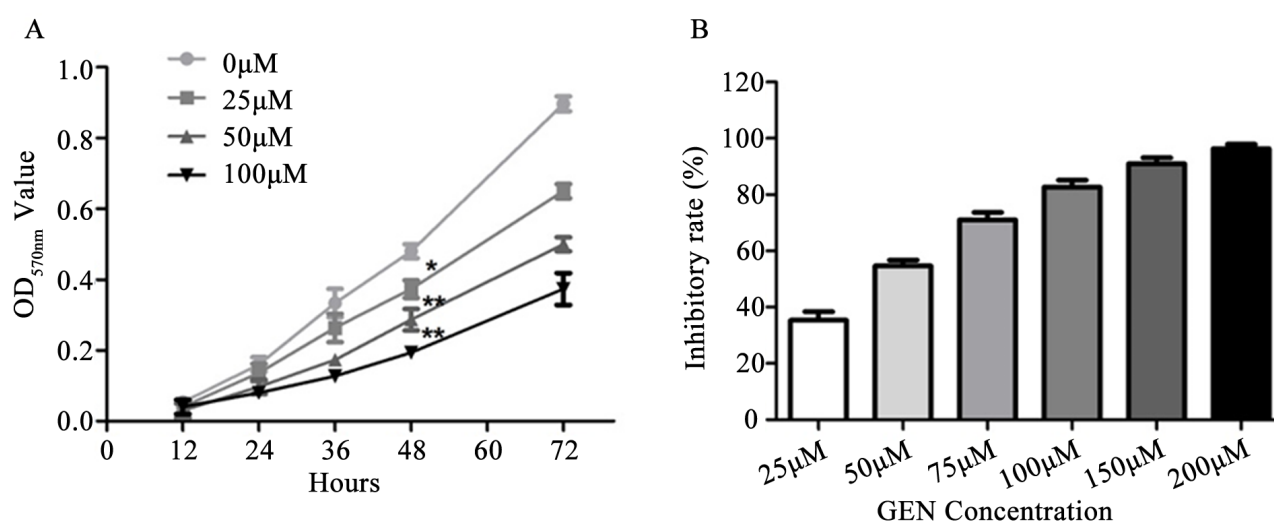 A
0μM
25μM
50μM
100μM
1.0
0.8
0.6
0.4
0.2
0.0
OD570nm Value
*
**
**
0 12 24 36 48 60 72
Hours
B
120
100
80
60
40
20
0
Inhibitory rate (%)
25μM 50μM 75μM 100μM 150μM 200μM
GEN Concentration